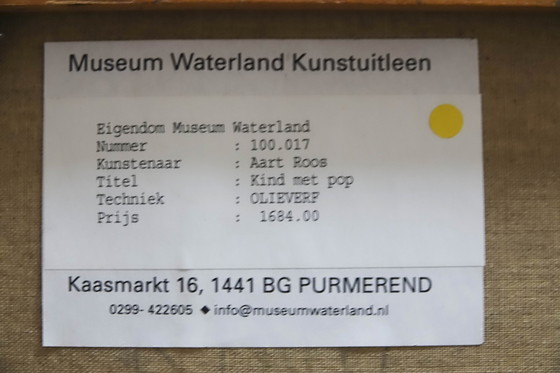 Museum Waterland Kunstuitleen
Eigendom Museum Waterland
Nummer : 100.017
Kunstenaar : Aart Roos
Titel : Kind met pop
Techniek : OLIEVERF
Prijs : 1684.00
Kaasmarkt 16, 1441 BG PURMEREND
0299- 422605 ◆ info@museumwaterland.nl